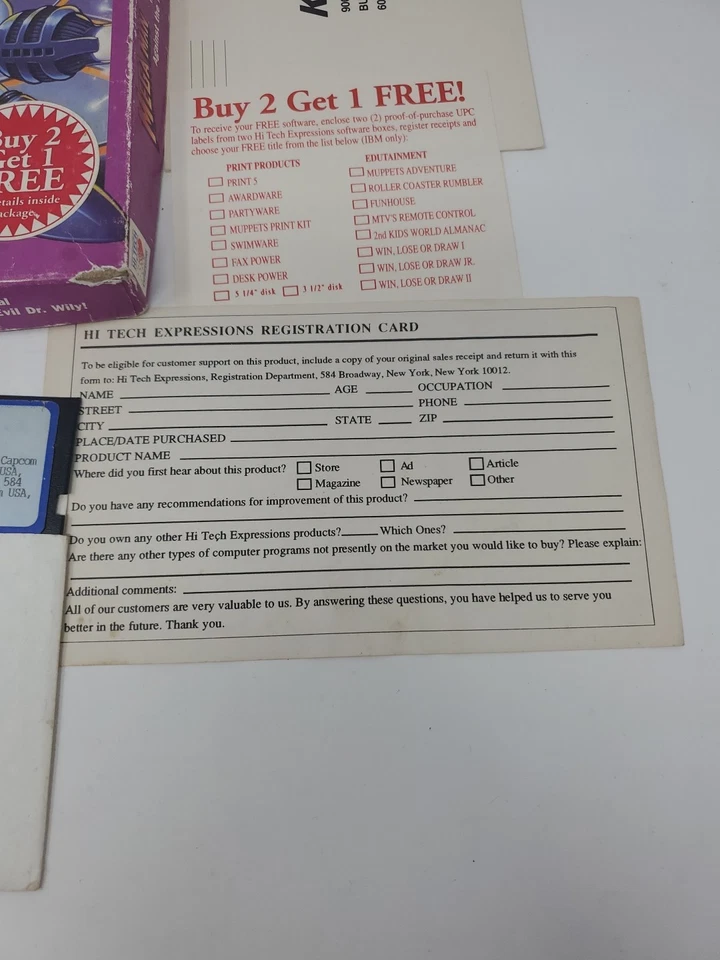 K
900
BU
60
MEGA MAN
Against the
Buy 2
Get 1
FREE
etails inside
ackage
al
Evil Dr. Wily!
Buy 2 Get 1 FREE!
To receive your FREE software, enclose two (2) proof-of-purchase UPC
labels from two Hi Tech Expressions software boxes, register receipts and
choose your FREE title from the list below (IBM only):
PRINT PRODUCTS
PRINT 5
AWARDWARE
PARTYWARE
MUPPETS PRINT KIT
SWIMWARE
FAX POWER
DESK POWER
5 1/4" disk 3 1/2" disk
EDUTAINMENT
MUPPETS ADVENTURE
ROLLER COASTER RUMBLER
FUNHOUSE
MTV'S REMOTE CONTROL
2nd KIDS WORLD ALMANAC
WIN, LOSE OR DRAW I
WIN, LOSE OR DRAW JR.
WIN, LOSE OR DRAW II
HI TECH EXPRESSIONS REGISTRATION CARD
To be eligible for customer support on this product, include a copy of your original sales receipt and return it with this
form to: Hi Tech Expressions, Registration Department, 584 Broadway, New York, New York 10012.
NAME AGE OCCUPATION
STREET PHONE
CITY STATE ZIP
PLACE/DATE PURCHASED
PRODUCT NAME
Where did you first hear about this product? Store Ad Article
Magazine Newspaper Other
Do you have any recommendations for improvement of this product?
Do you own any other Hi Tech Expressions products? Which Ones?
Are there any other types of computer programs not presently on the market you would like to buy? Please explain:
Additional comments:
All of our customers are very valuable to us. By answering these questions, you have helped us to serve you
better in the future. Thank you.
Capcom
USA,
584
USA,